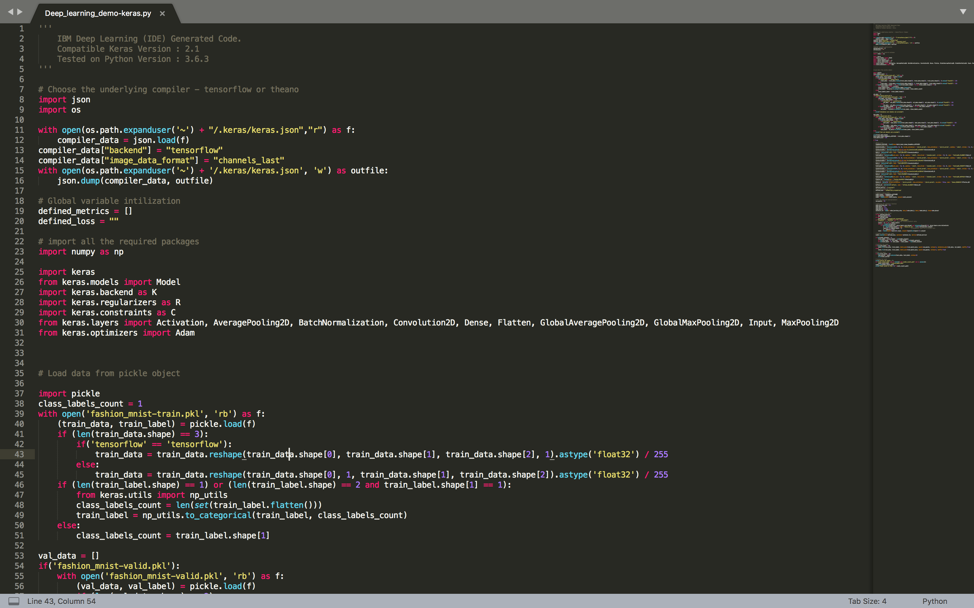 Deep_learning_demo-keras.py ×
1 '''
2 IBM Deep Learning (IDE) Generated Code.
3 Compatible Keras Version : 2.1
4 Tested on Python Version : 3.6.3
5 '''
6
7 # Choose the underlying compiler - tensorflow or theano
8 import json
9 import os
10
11 with open(os.path.expanduser('~') + "/.keras/keras.json","r") as f:
12 compiler_data = json.load(f)
13 compiler_data["backend"] = "tensorflow"
14 compiler_data["image_data_format"] = "channels_last"
15 with open(os.path.expanduser('~') + '/.keras/keras.json', 'w') as outfile:
16 json.dump(compiler_data, outfile)
17
18 # Global variable intilization
19 defined_metrics = []
20 defined_loss = ""
21
22 # import all the required packages
23 import numpy as np
24
25 import keras
26 from keras.models import Model
27 import keras.backend as K
28 import keras.regularizers as R
29 import keras.constraints as C
30 from keras.layers import Activation, AveragePooling2D, BatchNormalization, Convolution2D, Dense, Flatten, GlobalAveragePooling2D, GlobalMaxPooling2D, Input, MaxPooling2D
31 from keras.optimizers import Adam
32
33
34
35 # Load data from pickle object
36
37 import pickle
38 class_labels_count = 1
39 with open('fashion_mnist-train.pkl', 'rb') as f:
40 (train_data, train_label) = pickle.load(f)
41 if (len(train_data.shape) == 3):
42 if('tensorflow' == 'tensorflow'):
43 train_data = train_data.reshape(train_data.shape[0], train_data.shape[1], train_data.shape[2], 1).astype('float32') / 255
44 else:
45 train_data = train_data.reshape(train_data.shape[0], 1, train_data.shape[1], train_data.shape[2]).astype('float32') / 255
46 if (len(train_label.shape) == 1) or (len(train_label.shape) == 2 and train_label.shape[1] == 1):
47 from keras.utils import np_utils
48 class_labels_count = len(set(train_label.flatten()))
49 train_label = np_utils.to_categorical(train_label, class_labels_count)
50 else:
51 class_labels_count = train_label.shape[1]
52
53 val_data = []
54 if('fashion_mnist-valid.pkl'):
55 with open('fashion_mnist-valid.pkl', 'rb') as f:
56 (val_data, val_label) = pickle.load(f)
Line 43, Column 54
Tab Size: 4
Python